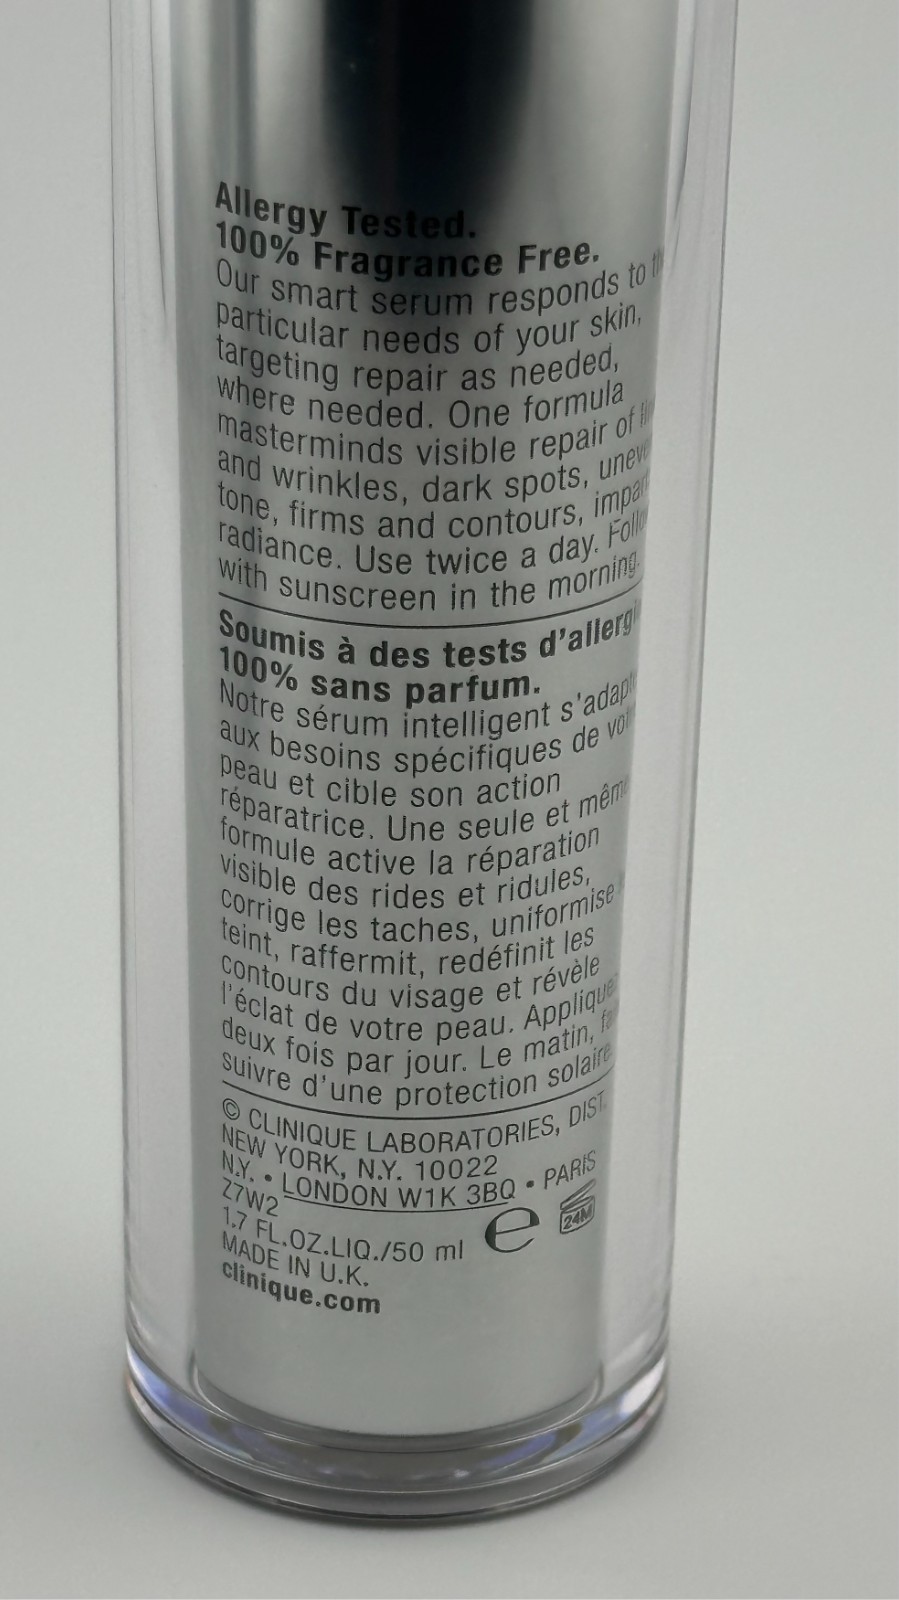 Allergy Tested.
100% Fragrance Free.
Our smart serum responds to
particular needs of your skin,
targeting repair as needed,
where needed. One formula
masterminds visible repair of
and wrinkles, dark spots,
tone, firms and contours,
radiance. Use twice a day.
with sunscreen in the morning.
Soumis à des tests
100% sans parfum.
Notre sérum intelligent
aux besoins spécifiques de
peau et cible son action
réparatrice. Une seule et
formule active la réparation
visible des rides et ridules,
corrige les taches, uniformise
teint, raffermit, redéfinit les
contours du visage et révèle
l'éclat de votre peau.
deux fois par jour. Le matin,
suivre d'une protection solaire
© CLINIQUE LABORATORIES, DIST.
NEW YORK, N.Y. 10022
N.Y. • LONDON W1K 3BQ • PARIS
Z7W2
1.7 FL.OZ.LIQ./50 ml e 24M
MADE IN U.K.
clinique.com